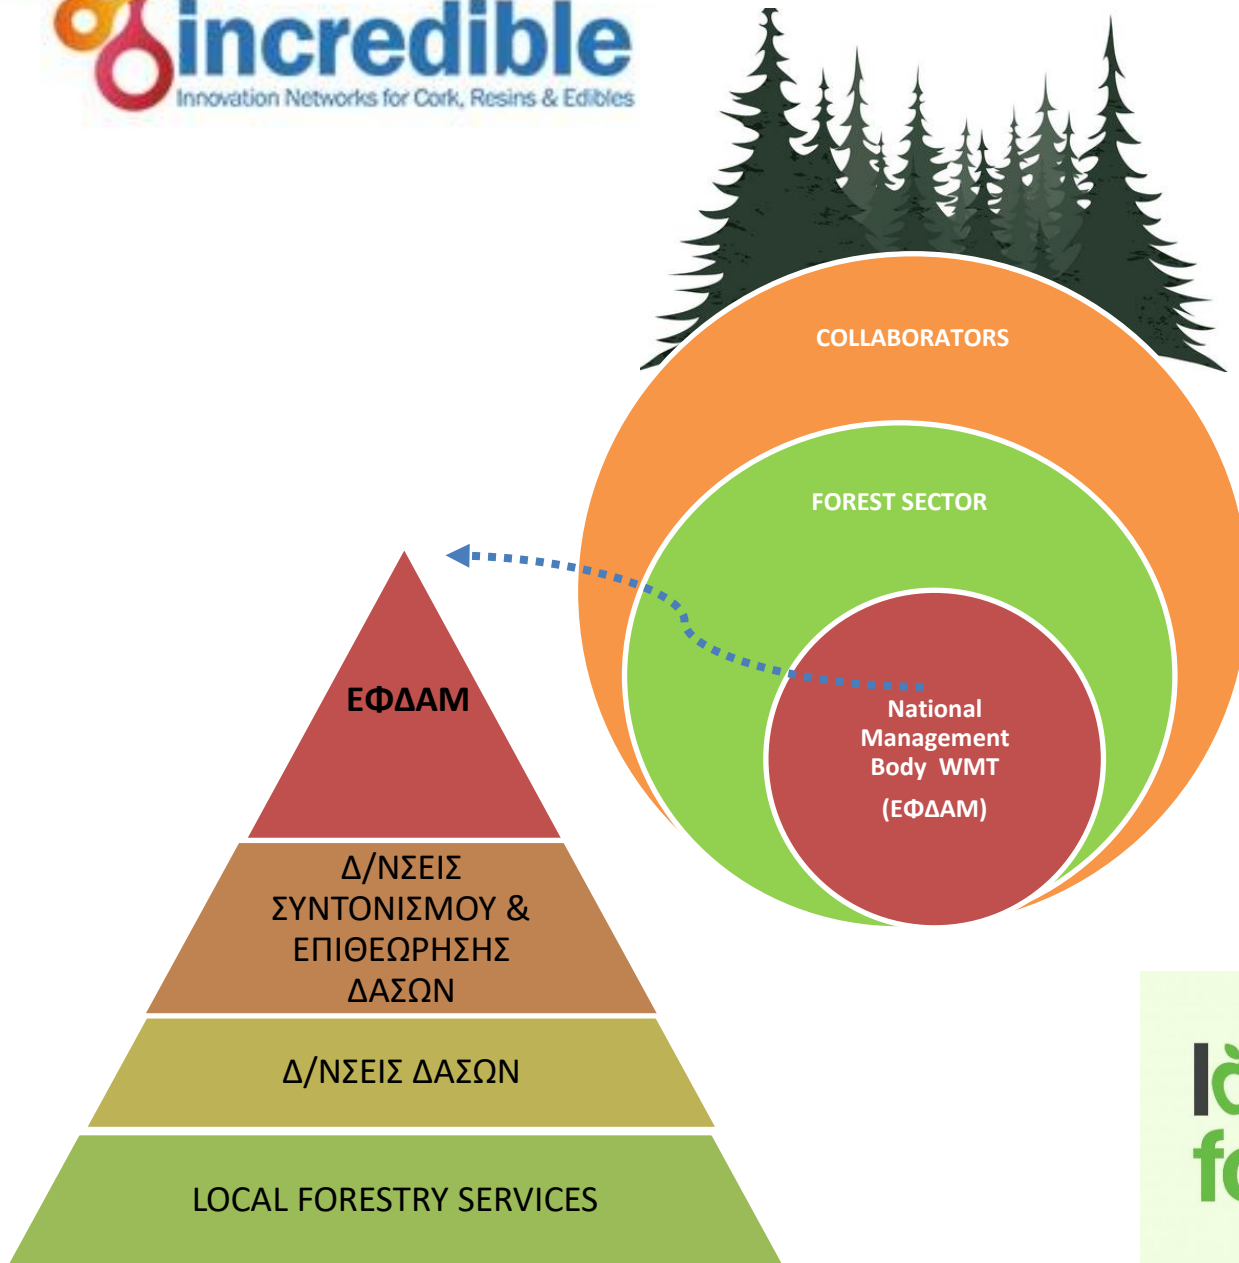 incredible
Innovation Networks for Cork, Resins & Edibles
COLLABORATORS
FOREST SECTOR
National
Management
Body WMT
(ΕΦΔΑΜ)
ΕΦΔΑΜ
Δ/ΝΣΕΙΣ
ΣΥΝΤΟΝΙΣΜΟΥ &
ΕΠΙΘΕΩΡΗΣΗΣ
ΔΑΣΩΝ
Δ/ΝΣΕΙΣ ΔΑΣΩΝ
LOCAL FORESTRY SERVICES